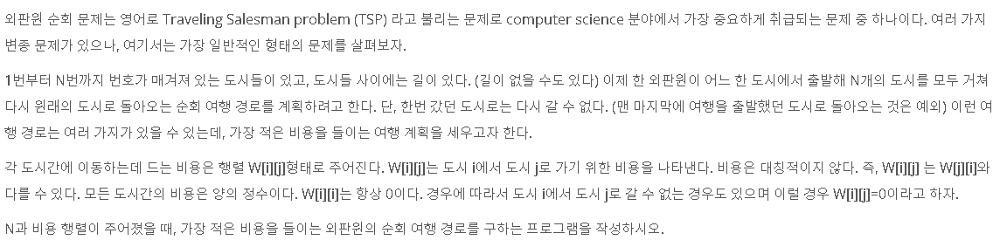 외판원 순회 문제는 영어로 Traveling Salesman problem (TSP) 라고 불리는 문제로 computer science 분야에서 가장 중요하게 취급되는 문제 중 하나이다. 여러 가지
변종 문제가 있으나, 여기서는 가장 일반적인 형태의 문제를 살펴보자.
1번부터 N번까지 번호가 매겨져 있는 도시들이 있고, 도시들 사이에는 길이 있다. (길이 없을 수도 있다) 이제 한 외판원이 어느 한 도시에서 출발해 N개의 도시를 모두 거쳐
다시 원래의 도시로 돌아오는 순회 여행 경로를 계획하려고 한다. 단, 한번 갔던 도시로는 다시 갈 수 없다. (맨 마지막에 여행을 출발했던 도시로 돌아오는 것은 예외) 이런 여
행 경로는 여러 가지가 있을 수 있는데, 가장 적은 비용을 들이는 여행 계획을 세우고자 한다.
각 도시간에 이동하는데 드는 비용은 행렬 W[i][j]형태로 주어진다. W[i][j]는 도시 i에서 도시 j로 가기 위한 비용을 나타낸다. 비용은 대칭적이지 않다. 즉, W[i][j] 는 W[j][i]와
다를 수 있다. 모든 도시간의 비용은 양의 정수이다. W[i][i]는 항상 0이다. 경우에 따라서 도시 i에서 도시 j로 갈 수 없는 경우도 있으며 이럴 경우 W[i][j]=0이라고 하자.
N과 비용 행렬이 주어졌을 때, 가장 적은 비용을 들이는 외판원의 순회 여행 경로를 구하는 프로그램을 작성하시오.